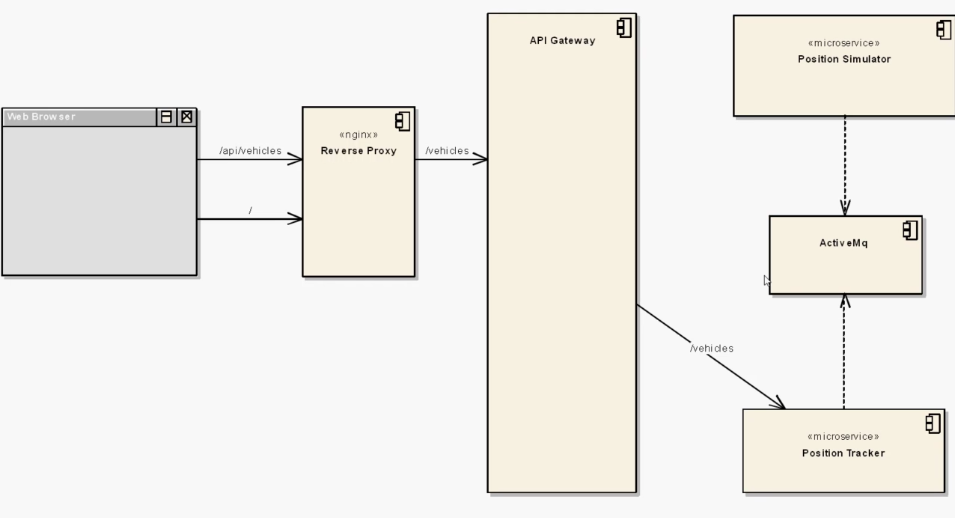 Web Browser
/api/vehicles
/
«nginx»
Reverse Proxy
/vehicles
API Gateway
/vehicles
«microservice»
Position Simulator
ActiveMq
«microservice»
Position Tracker